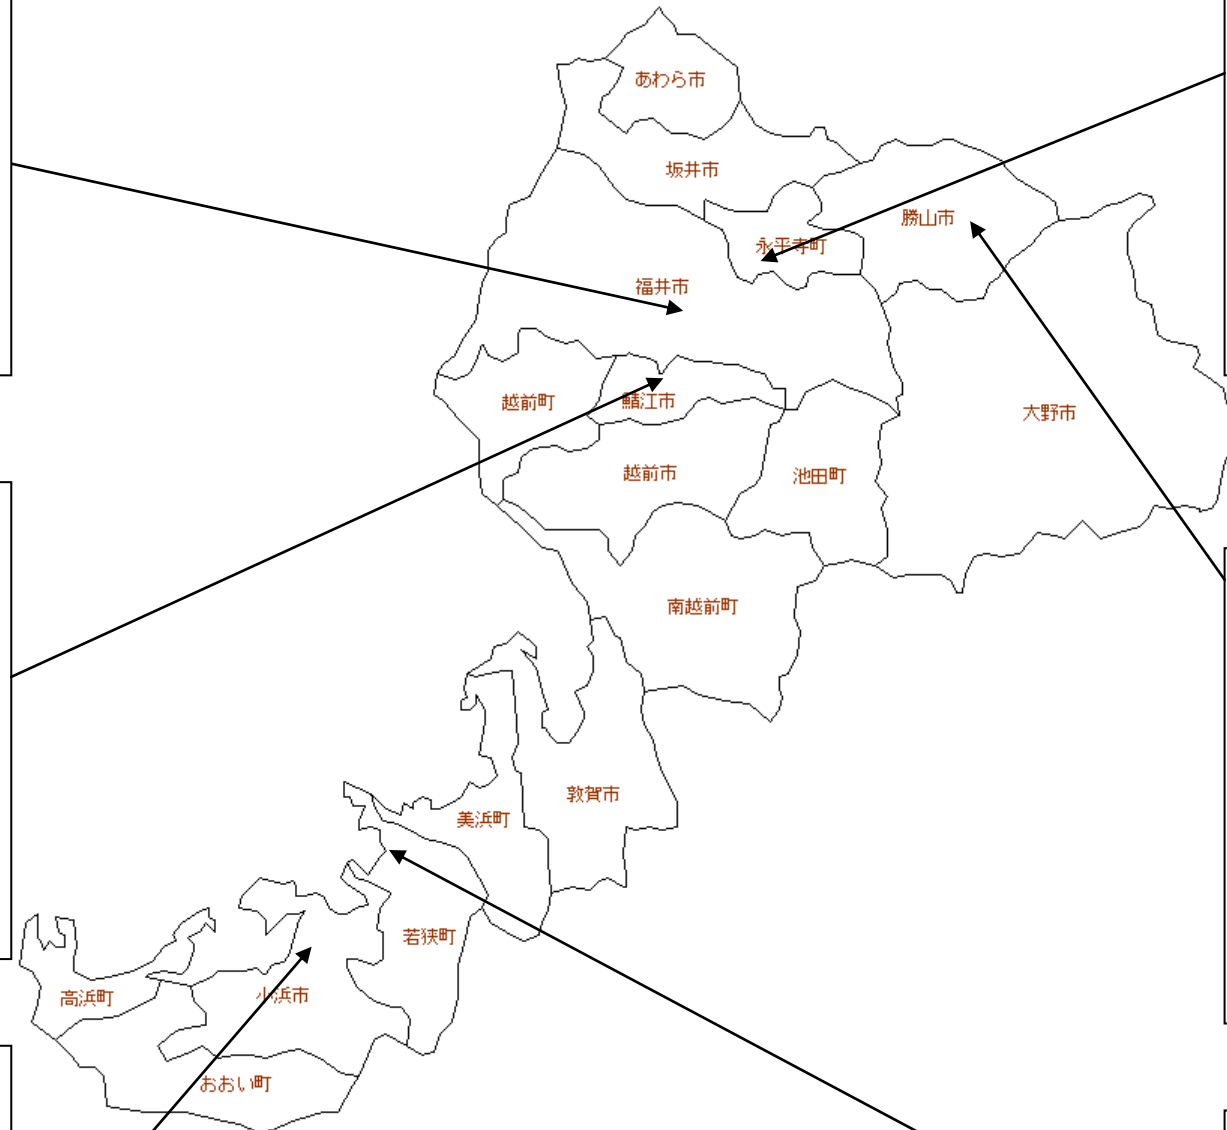 あわら市
坂井市
勝山市
永平寺町
福井市
越前町
鯖江市
大野市
越前市
池田町
南越前町
敦賀市
美浜町
若狭町
高浜町
小浜市
おおい町